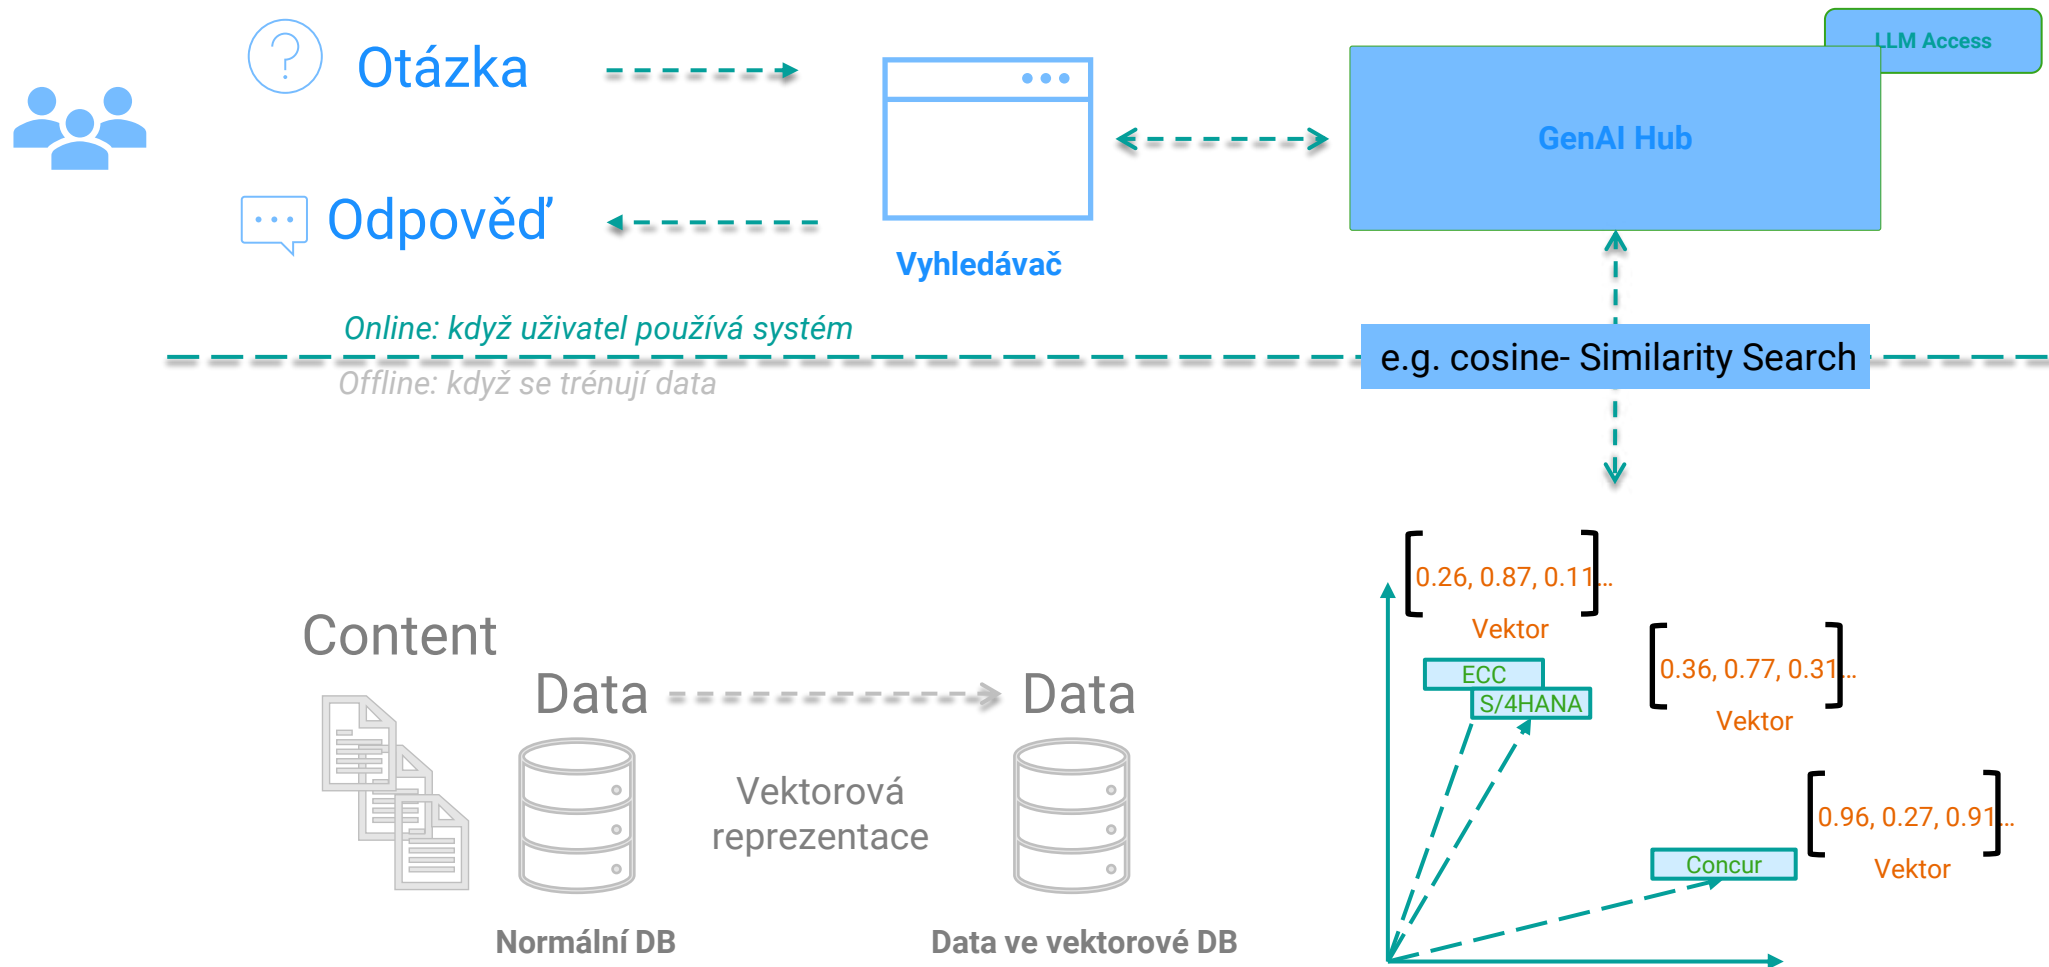 LLM Access
Otázka
GenAI Hub
Odpověď
Vyhledávač
Online: když uživatel používá systém
e.g. cosine- Similarity Search
Offline: když se trénují data
0.26, 0.87, 0.11...
Vektor
Content
0.36, 0.77, 0.31...
Vektor
ECC
S/4HANA
Data
Data
Vektorová
reprezentace
0.96, 0.27, 0.91...
Vektor
Concur
Normální DB
Data ve vektorové DB